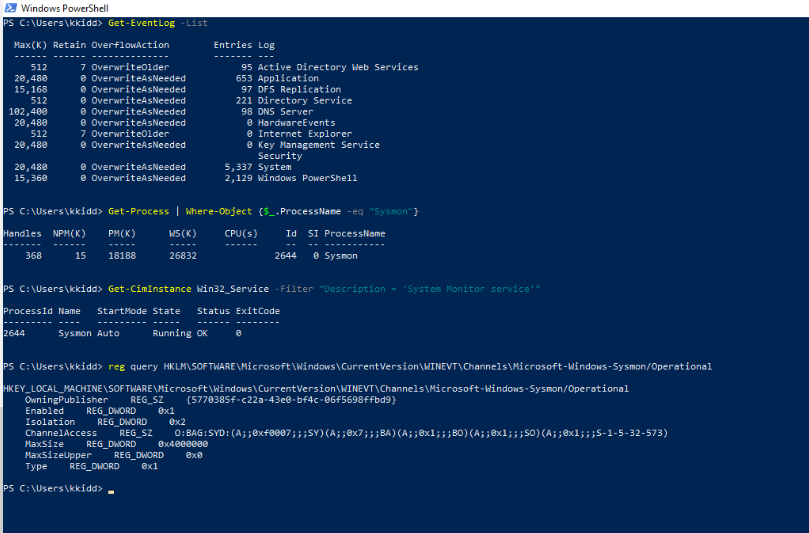 Windows PowerShell
PS C:\Users\kkidd> Get-EventLog -List
Max(K) Retain OverflowAction Entries Log
------ ------ -------------- ------- ---
512 7 OverwriteOlder 95 Active Directory Web Services
20,480 0 OverwriteAsNeeded 653 Application
15,168 0 OverwriteAsNeeded 97 DFS Replication
512 0 OverwriteAsNeeded 221 Directory Service
102,400 0 OverwriteAsNeeded 98 DNS Server
20,480 0 OverwriteAsNeeded 0 HardwareEvents
512 7 OverwriteOlder 0 Internet Explorer
20,480 0 OverwriteAsNeeded 0 Key Management Service
Security
20,480 0 OverwriteAsNeeded 5,337 System
15,360 0 OverwriteAsNeeded 2,129 Windows PowerShell
PS C:\Users\kkidd> Get-Process | Where-Object {$_.ProcessName -eq "Sysmon"}
Handles NPM(K) PM(K) WS(K) CPU(s) Id SI ProcessName
------- ------ ----- ----- ------ -- -- -----------
368 15 18188 26832 2644 0 Sysmon
PS C:\Users\kkidd> Get-CimInstance Win32_Service -Filter "Description = 'System Monitor service'"
ProcessId Name StartMode State Status ExitCode
--------- ---- --------- ----- ------ --------
2644 Sysmon Auto Running OK 0
PS C:\Users\kkidd> reg query HKLM\SOFTWARE\Microsoft\Windows\CurrentVersion\WINEVT\Channels\Microsoft-Windows-Sysmon/Operational
HKEY_LOCAL_MACHINE\SOFTWARE\Microsoft\Windows\CurrentVersion\WINEVT\Channels\Microsoft-Windows-Sysmon/Operational
OwningPublisher REG_SZ {5770385f-c22a-43e0-bf4c-06f5698ffbd9}
Enabled REG_DWORD 0x1
Isolation REG_DWORD 0x2
ChannelAccess REG_SZ O:BAG:SYD:(A;;0xf0007;;;SY)(A;;0x7;;;BA)(A;;0x1;;;BO)(A;;0x1;;;SO)(A;;0x1;;;S-1-5-32-573)
MaxSize REG_DWORD 0x4000000
MaxSizeUpper REG_DWORD 0x0
Type REG_DWORD 0x1
PS C:\Users\kkidd>